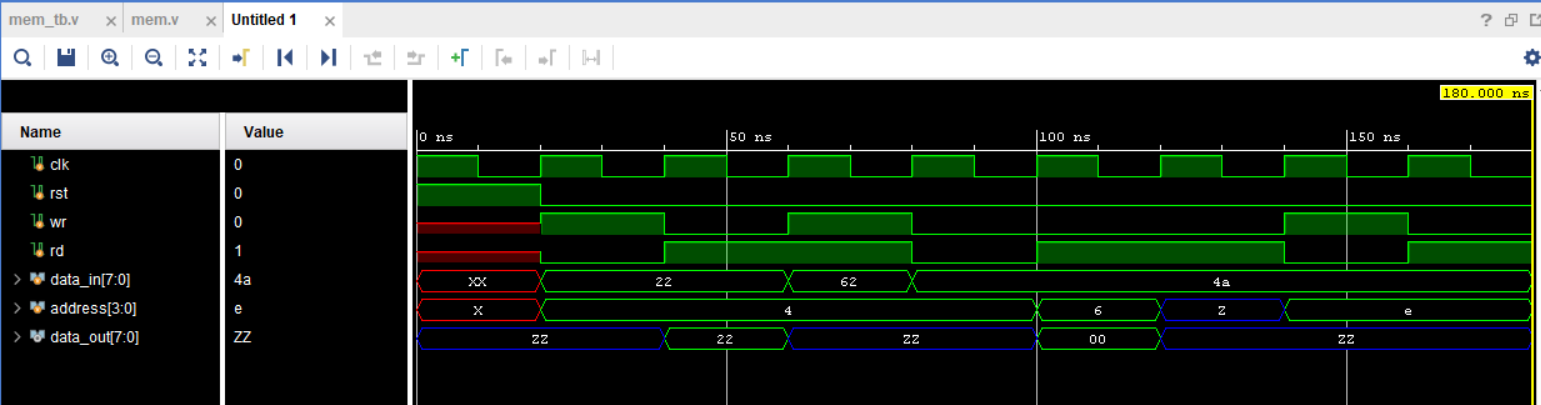 mem_tb.v × mem.v × Untitled 1 × ?
180.000 ns
Name Value
0 ns 50 ns 100 ns 150 ns
clk 0
rst 0
wr 0
rd 1
data_in[7:0] 4a XX 22 62 4a
address[3:0] e X 4 6 Z e
data_out[7:0] ZZ ZZ 22 ZZ 00 ZZ